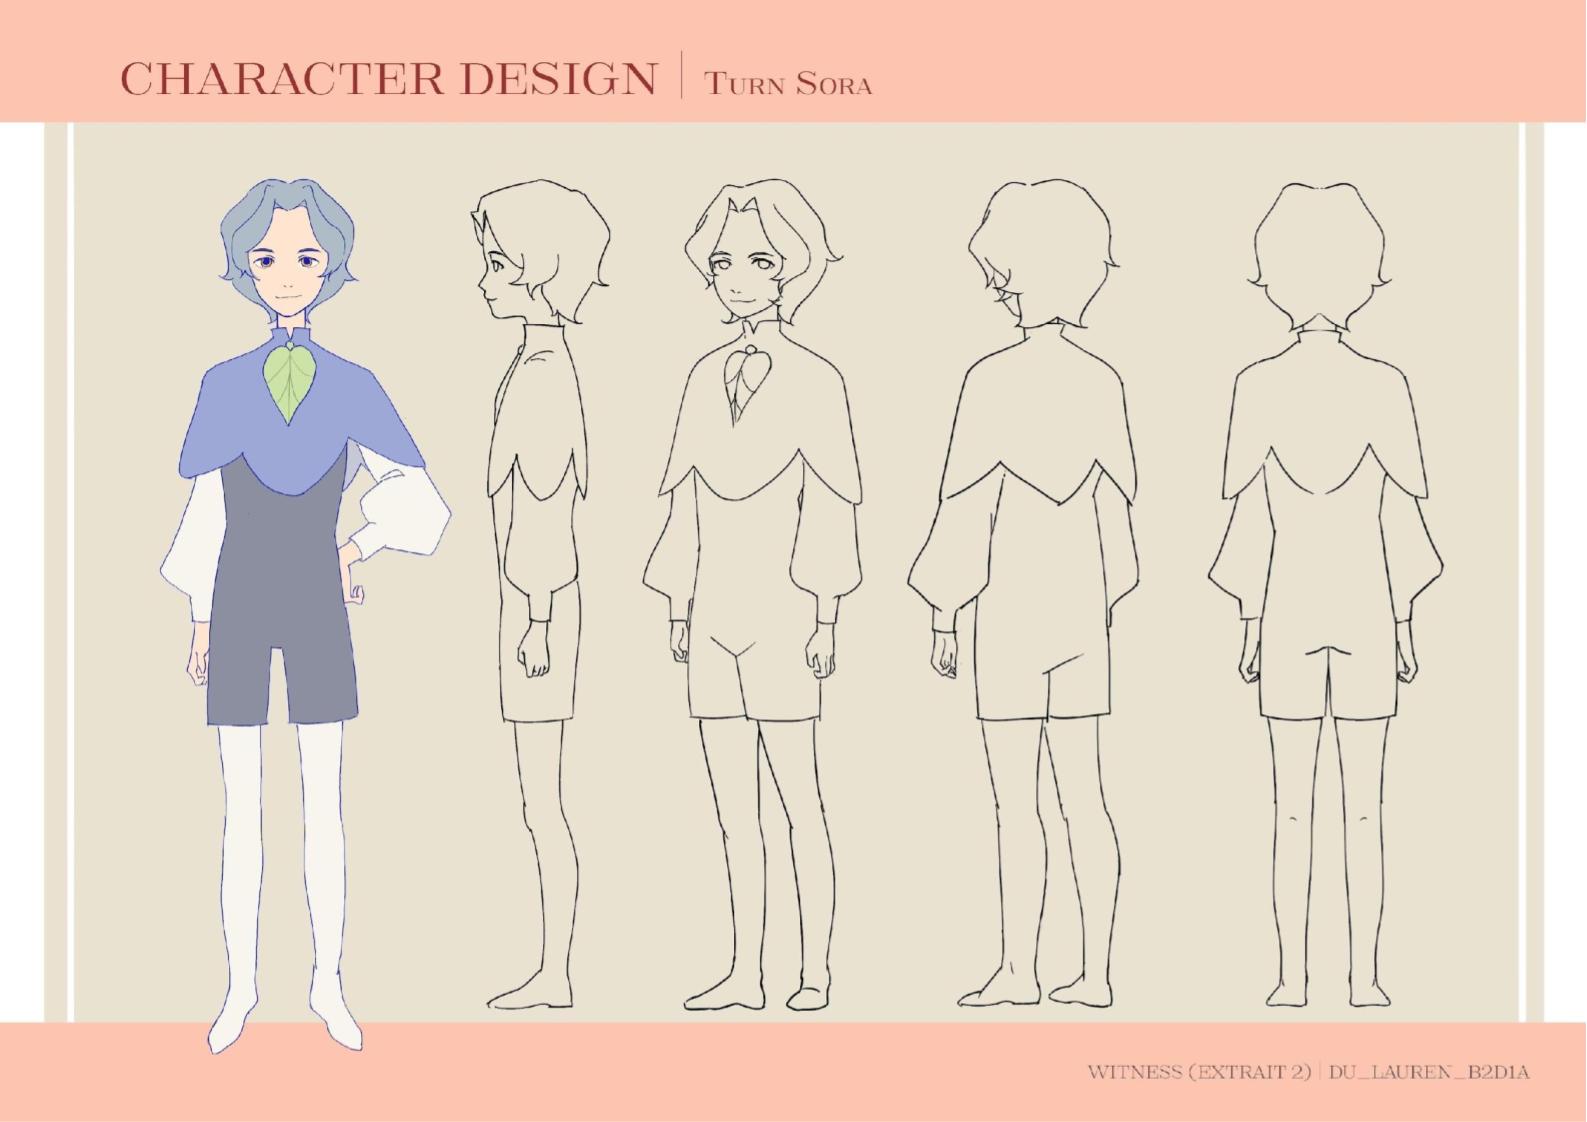 CHARACTER DESIGN | TURN SORA
WITNESS (EXTRAIT 2) | DU_LAUREN_B2D1A